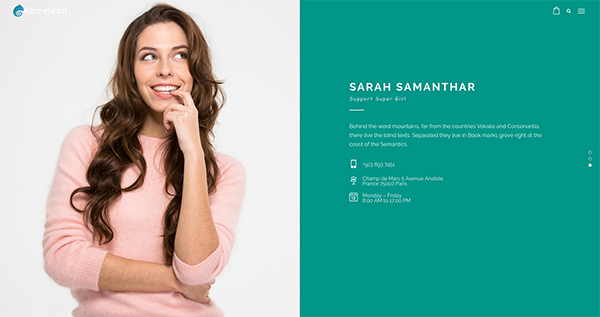 Kameleon
SARAH SAMANTHAR
Support Super Girl
Behind the word mountains, far from the countries Vokalia and Consonantia,
there live the blind texts. Separated they live in Book marks grove right at the
coast of the Semantics.
+923 893 7451
Champ de Mars 5 Avenue Anatole
France 75007 Paris
Monday – Friday
8:00 AM to 17:00 PM